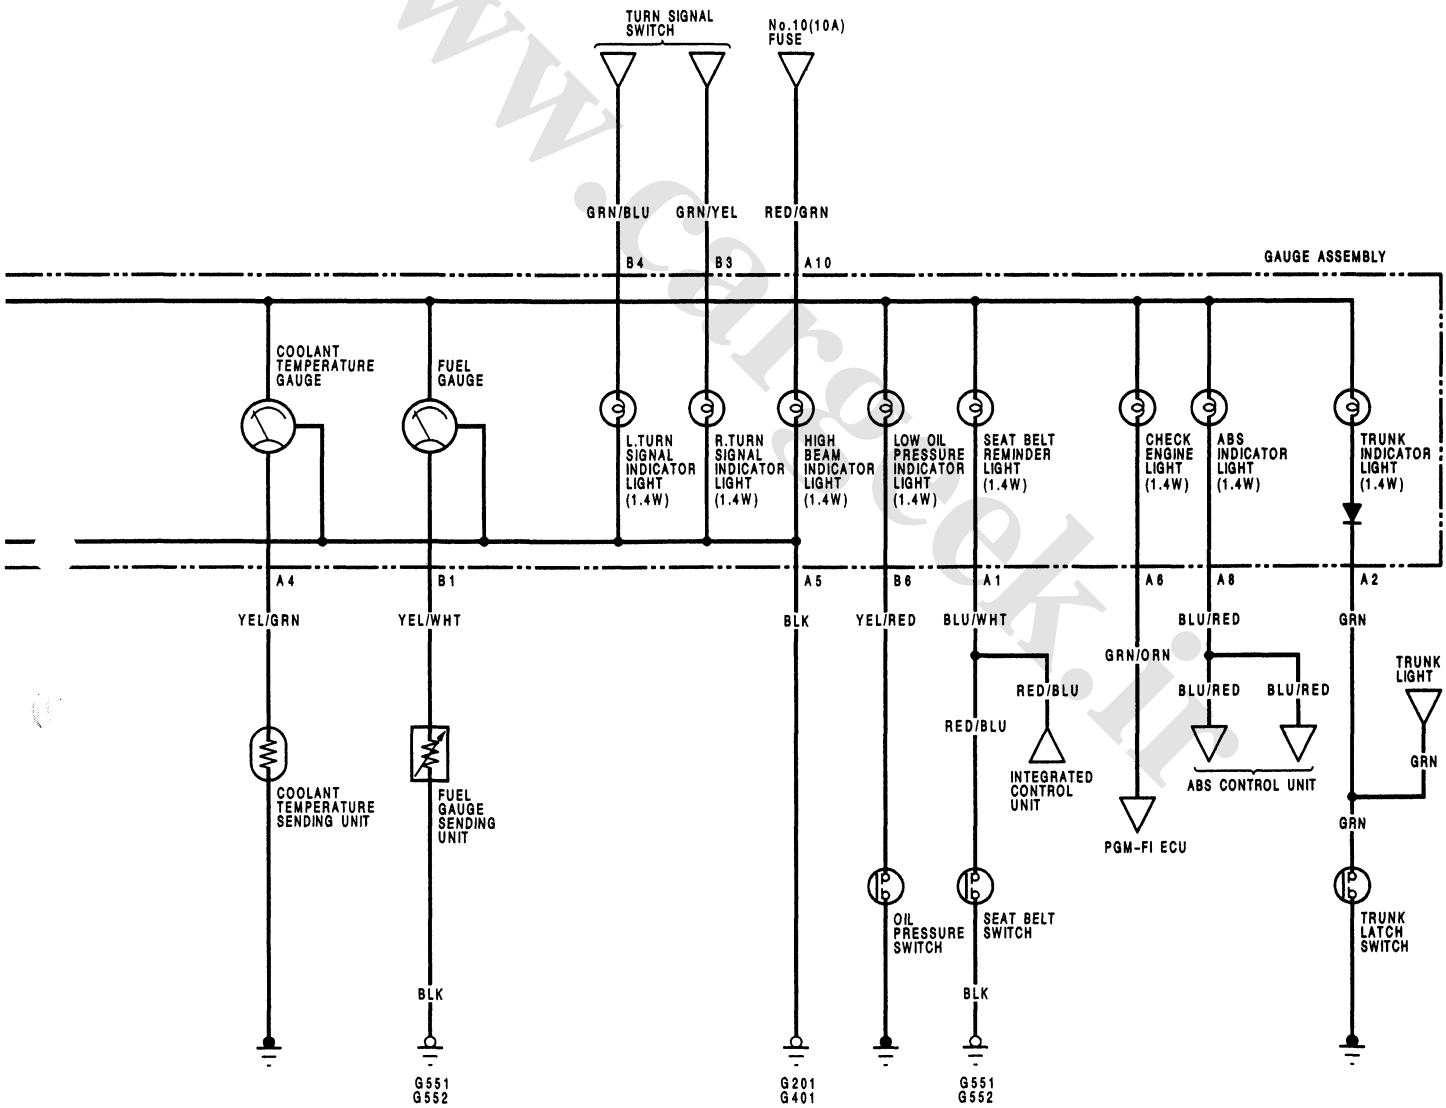 TURN SIGNAL
SWITCH
No.10(10A)
FUSE
GRN/BLU
GRN/YEL
RED/GRN
B4
B3
A10
GAUGE ASSEMBLY
COOLANT
TEMPERATURE
GAUGE
FUEL
GAUGE
L.TURN
SIGNAL
INDICATOR
LIGHT
(1.4W)
R.TURN
SIGNAL
INDICATOR
LIGHT
(1.4W)
HIGH
BEAM
INDICATOR
LIGHT
(1.4W)
LOW OIL
PRESSURE
INDICATOR
LIGHT
(1.4W)
SEAT BELT
REMINDER
LIGHT
(1.4W)
CHECK
ENGINE
LIGHT
(1.4W)
ABS
INDICATOR
LIGHT
(1.4W)
TRUNK
INDICATOR
LIGHT
(1.4W)
A4
B1
A5
B6
A1
A6
A8
A2
YEL/GRN
YEL/WHT
BLK
YEL/RED
BLU/WHT
BLU/RED
GRN
GRN/ORN
TRUNK
LIGHT
RED/BLU
BLU/RED
BLU/RED
RED/BLU
GRN
INTEGRATED
CONTROL
UNIT
ABS CONTROL UNIT
COOLANT
TEMPERATURE
SENDING UNIT
FUEL
GAUGE
SENDING
UNIT
GRN
PGM-FI ECU
OIL
PRESSURE
SWITCH
SEAT BELT
SWITCH
TRUNK
LATCH
SWITCH
BLK
BLK
G551
G552
G201
G401
G551
G552
www.cargeek.ir